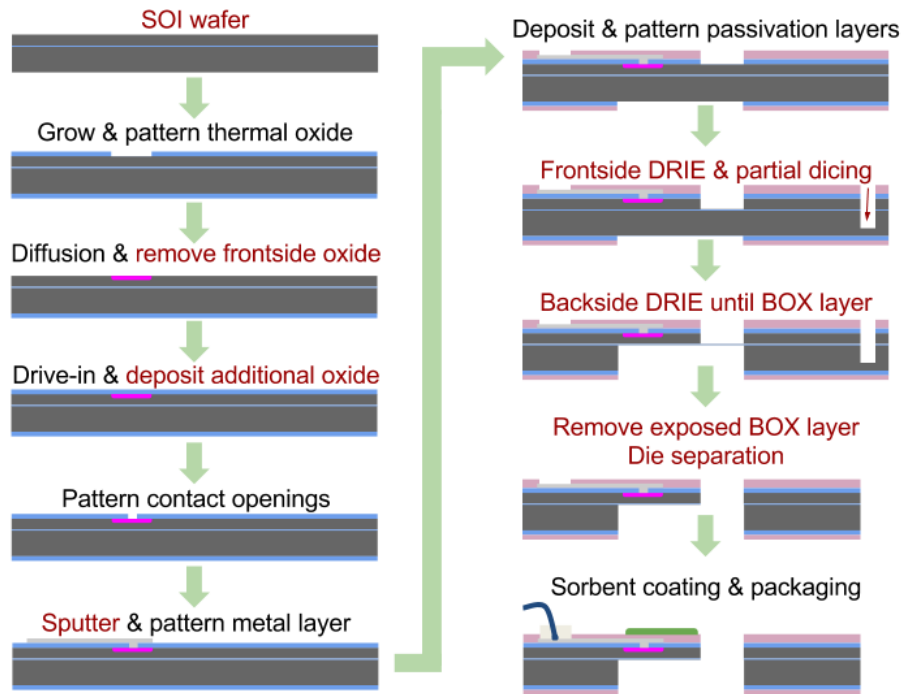 SOI wafer
Grow & pattern thermal oxide
Diffusion & remove frontside oxide
Drive-in & deposit additional oxide
Pattern contact openings
Sputter & pattern metal layer
Deposit & pattern passivation layers
Frontside DRIE & partial dicing
Backside DRIE until BOX layer
Remove exposed BOX layer
Die separation
Sorbent coating & packaging